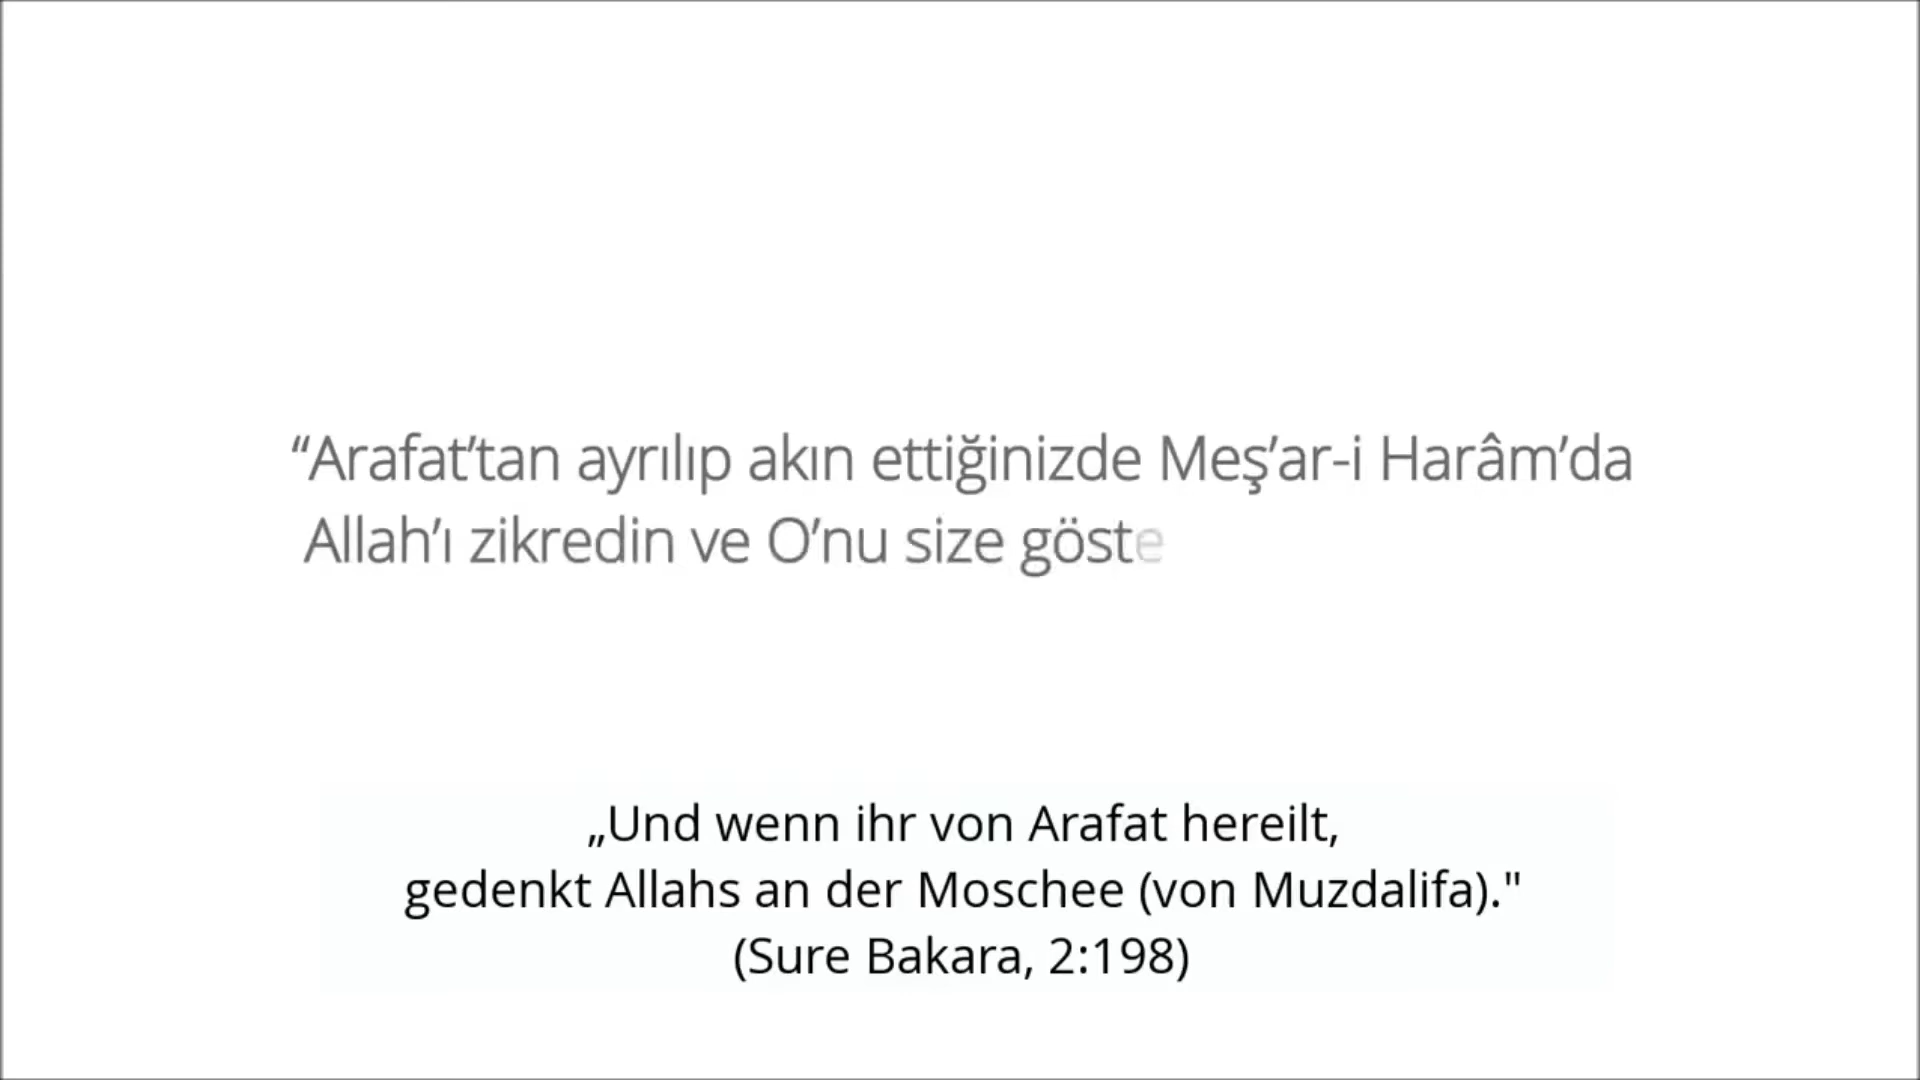 “Arafat’tan ayrılıp akın ettiğinizde Meş’ar-i Harâm’da
Allah’ı zikredin ve O’nu size göste
„Und wenn ihr von Arafat hereilt,
gedenkt Allahs an der Moschee (von Muzdalifa)."
(Sure Bakara, 2:198)